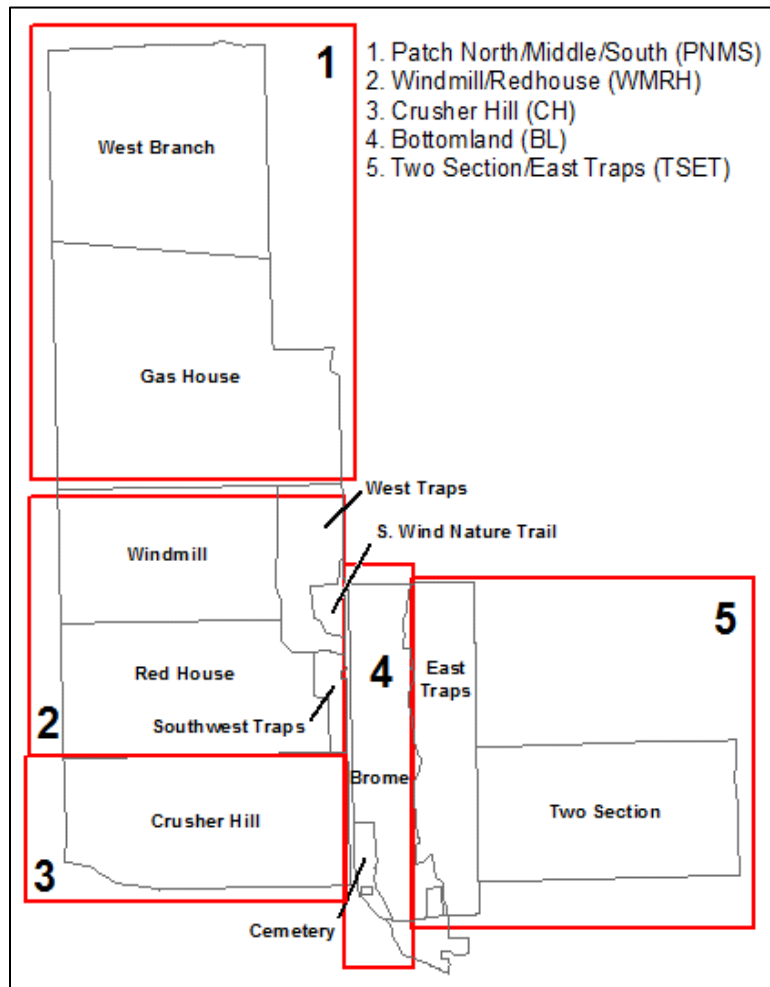 1
1. Patch North/Middle/South (PNMS)
2. Windmill/Redhouse (WMRH)
3. Crusher Hill (CH)
4. Bottomland (BL)
5. Two Section/East Traps (TSET)
West Branch
Gas House
West Traps
S. Wind Nature Trail
Windmill
5
4
East
Traps
Red House
2
Southwest Traps
Brome
Two Section
Crusher Hill
3
Cemetery